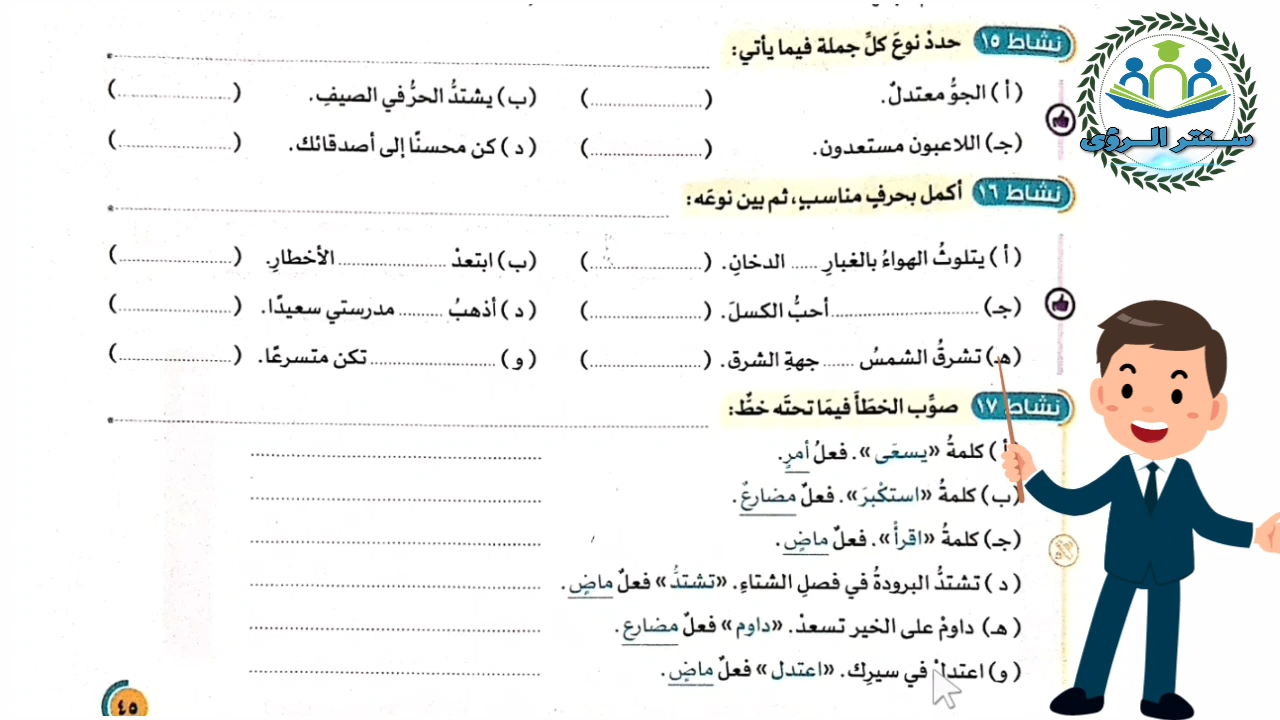 سنتر الرؤى
نشاط ١٥ حددْ نوعَ كلِّ جملة فيما يأتي:
(أ) الجوُّ معتدلٌ. (......................) (ب) يشتدُّ الحرُّ في الصيفِ. (......................)
(جـ) اللاعبون مستعدون. (......................) (د) كن محسنًا إلى أصدقائك. (......................)
نشاط ١٦ أكمل بحرفٍ مناسبٍ، ثم بين نوعَه:
(أ) يتلوثُ الهواءُ بالغبارِ ...... الدخانِ. (......................) (ب) ابتعدْ ...................... الأخطارِ. (......................)
(جـ) .............................. أحبُّ الكسلَ. (......................) (د) أذهبُ ......... مدرستي سعيدًا. (......................)
(هـ) تشرقُ الشمسُ ...... جهةِ الشرق. (......................) (و) ......................... تكن متسرعًا. (......................)
نشاط ١٧ صوِّب الخطَأَ فيمَا تحتَه خطٌّ:
(أ) كلمةُ «يسعَى». فعلُ أمرٍ. ............................................................
(ب) كلمةُ «استكْبرَ». فعلٌ مضارعٌ. ............................................................
(جـ) كلمةُ «اقرأْ». فعلٌ ماضٍ. ............................................................
(د) تشتدُّ البرودةُ في فصلِ الشتاءِ. «تشتدُّ» فعلٌ ماضٍ. ............................................................
(هـ) داومْ على الخير تسعدْ. «داوم» فعلٌ مضارع. ............................................................
(و) اعتدلْ في سيرِك. «اعتدل» فعلٌ ماضٍ. ............................................................
٤٥